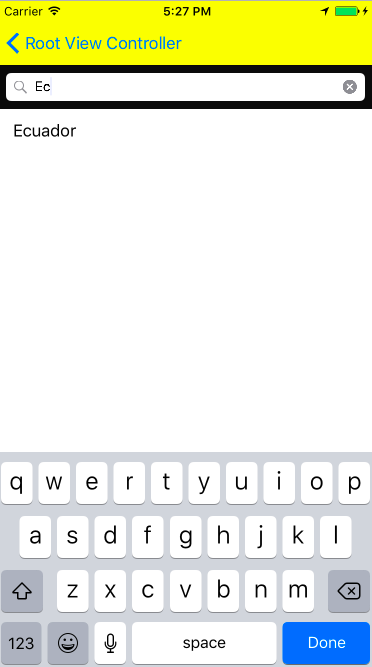 Carrier 5:27 PM
Root View Controller
Ec
Ecuador
q w e r t y u i o p
a s d f g h j k l
z x c v b n m
123 space Done